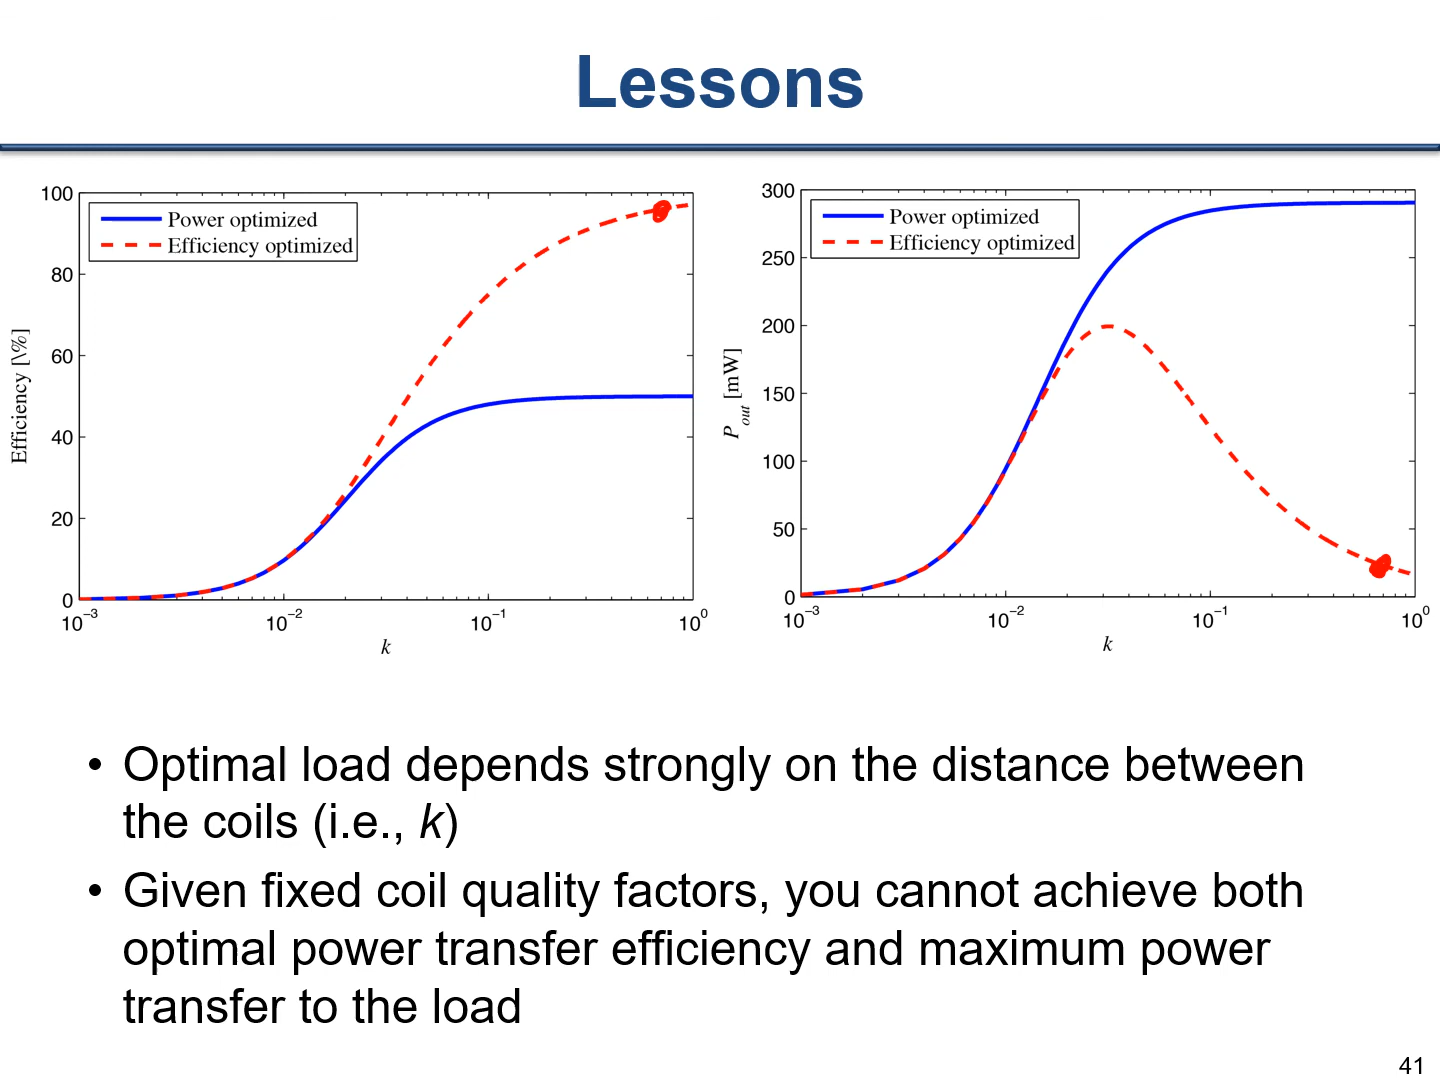 Lessons
100
80
60
40
20
0
Efficiency [\%]
Power optimized
Efficiency optimized
10⁻³
10⁻²
10⁻¹
10⁰
k
300
250
200
150
100
50
0
P_out [mW]
Power optimized
Efficiency optimized
10⁻³
10⁻²
10⁻¹
10⁰
k
• Optimal load depends strongly on the distance between
the coils (i.e., k)
• Given fixed coil quality factors, you cannot achieve both
optimal power transfer efficiency and maximum power
transfer to the load
41